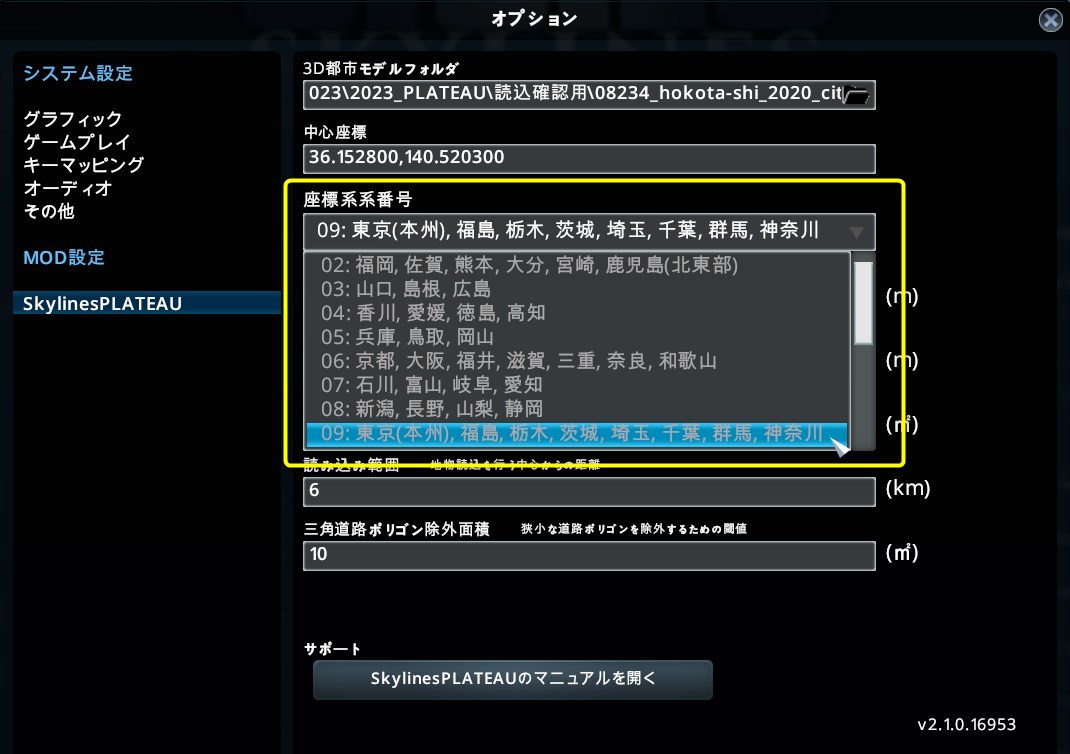 オプション
システム設定
グラフィック
ゲームプレイ
キーマッピング
オーディオ
その他
MOD設定
SkylinesPLATEAU
3D都市モデルフォルダ
023\2023_PLATEAU\読込確認用\08234_hokota-shi_2020_cit
中心座標
36.152800,140.520300
座標系系番号
09: 東京(本州), 福島, 栃木, 茨城, 埼玉, 千葉, 群馬, 神奈川
02: 福岡, 佐賀, 熊本, 大分, 宮崎, 鹿児島(北東部)
03: 山口, 島根, 広島
04: 香川, 愛媛, 徳島, 高知
05: 兵庫, 鳥取, 岡山
06: 京都, 大阪, 福井, 滋賀, 三重, 奈良, 和歌山
07: 石川, 富山, 岐阜, 愛知
08: 新潟, 長野, 山梨, 静岡
09: 東京(本州), 福島, 栃木, 茨城, 埼玉, 千葉, 群馬, 神奈川
(m)
(m)
(㎡)
読み込み範囲 地物読込を行う中心からの距離
6 (km)
三角道路ポリゴン除外面積 狭小な道路ポリゴンを除外するための閾値
10 (㎡)
サポート
SkylinesPLATEAUのマニュアルを開く
v2.1.0.16953